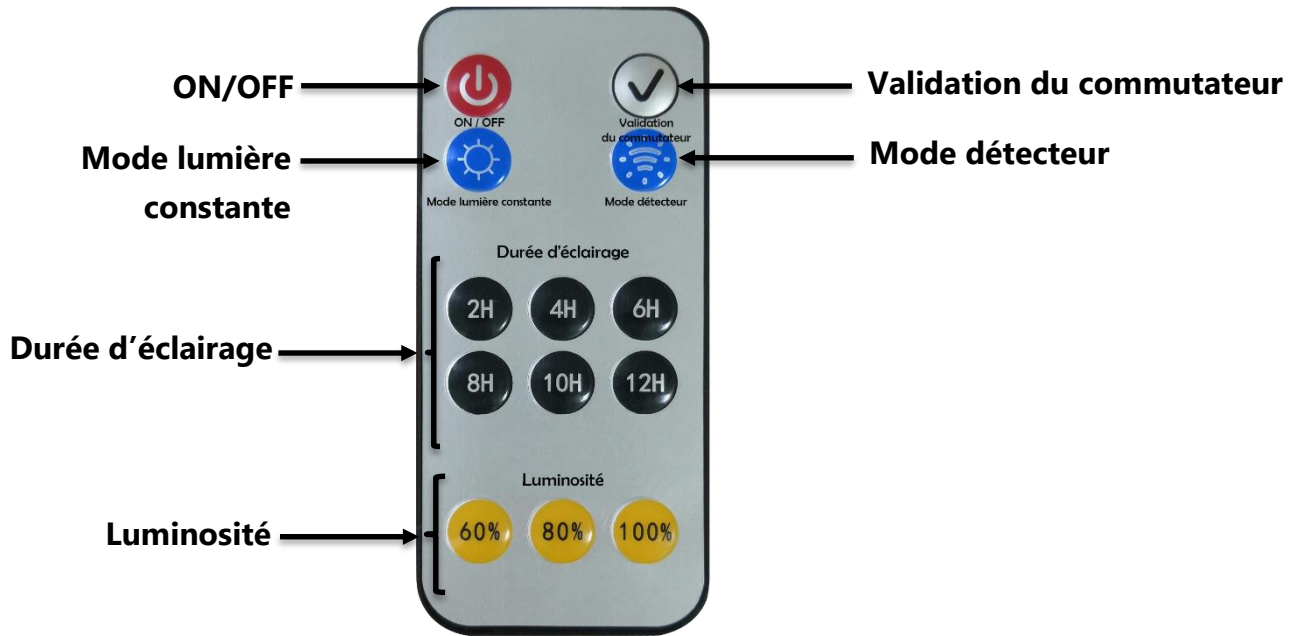 ON/OFF
Validation du commutateur
ON / OFF
Validation
du commutateur
Mode lumière
constante
Mode détecteur
Mode lumière constante
Mode détecteur
Durée d'éclairage
2H 4H 6H
Durée d’éclairage
8H 10H 12H
Luminosité
Luminosité
60% 80% 100%